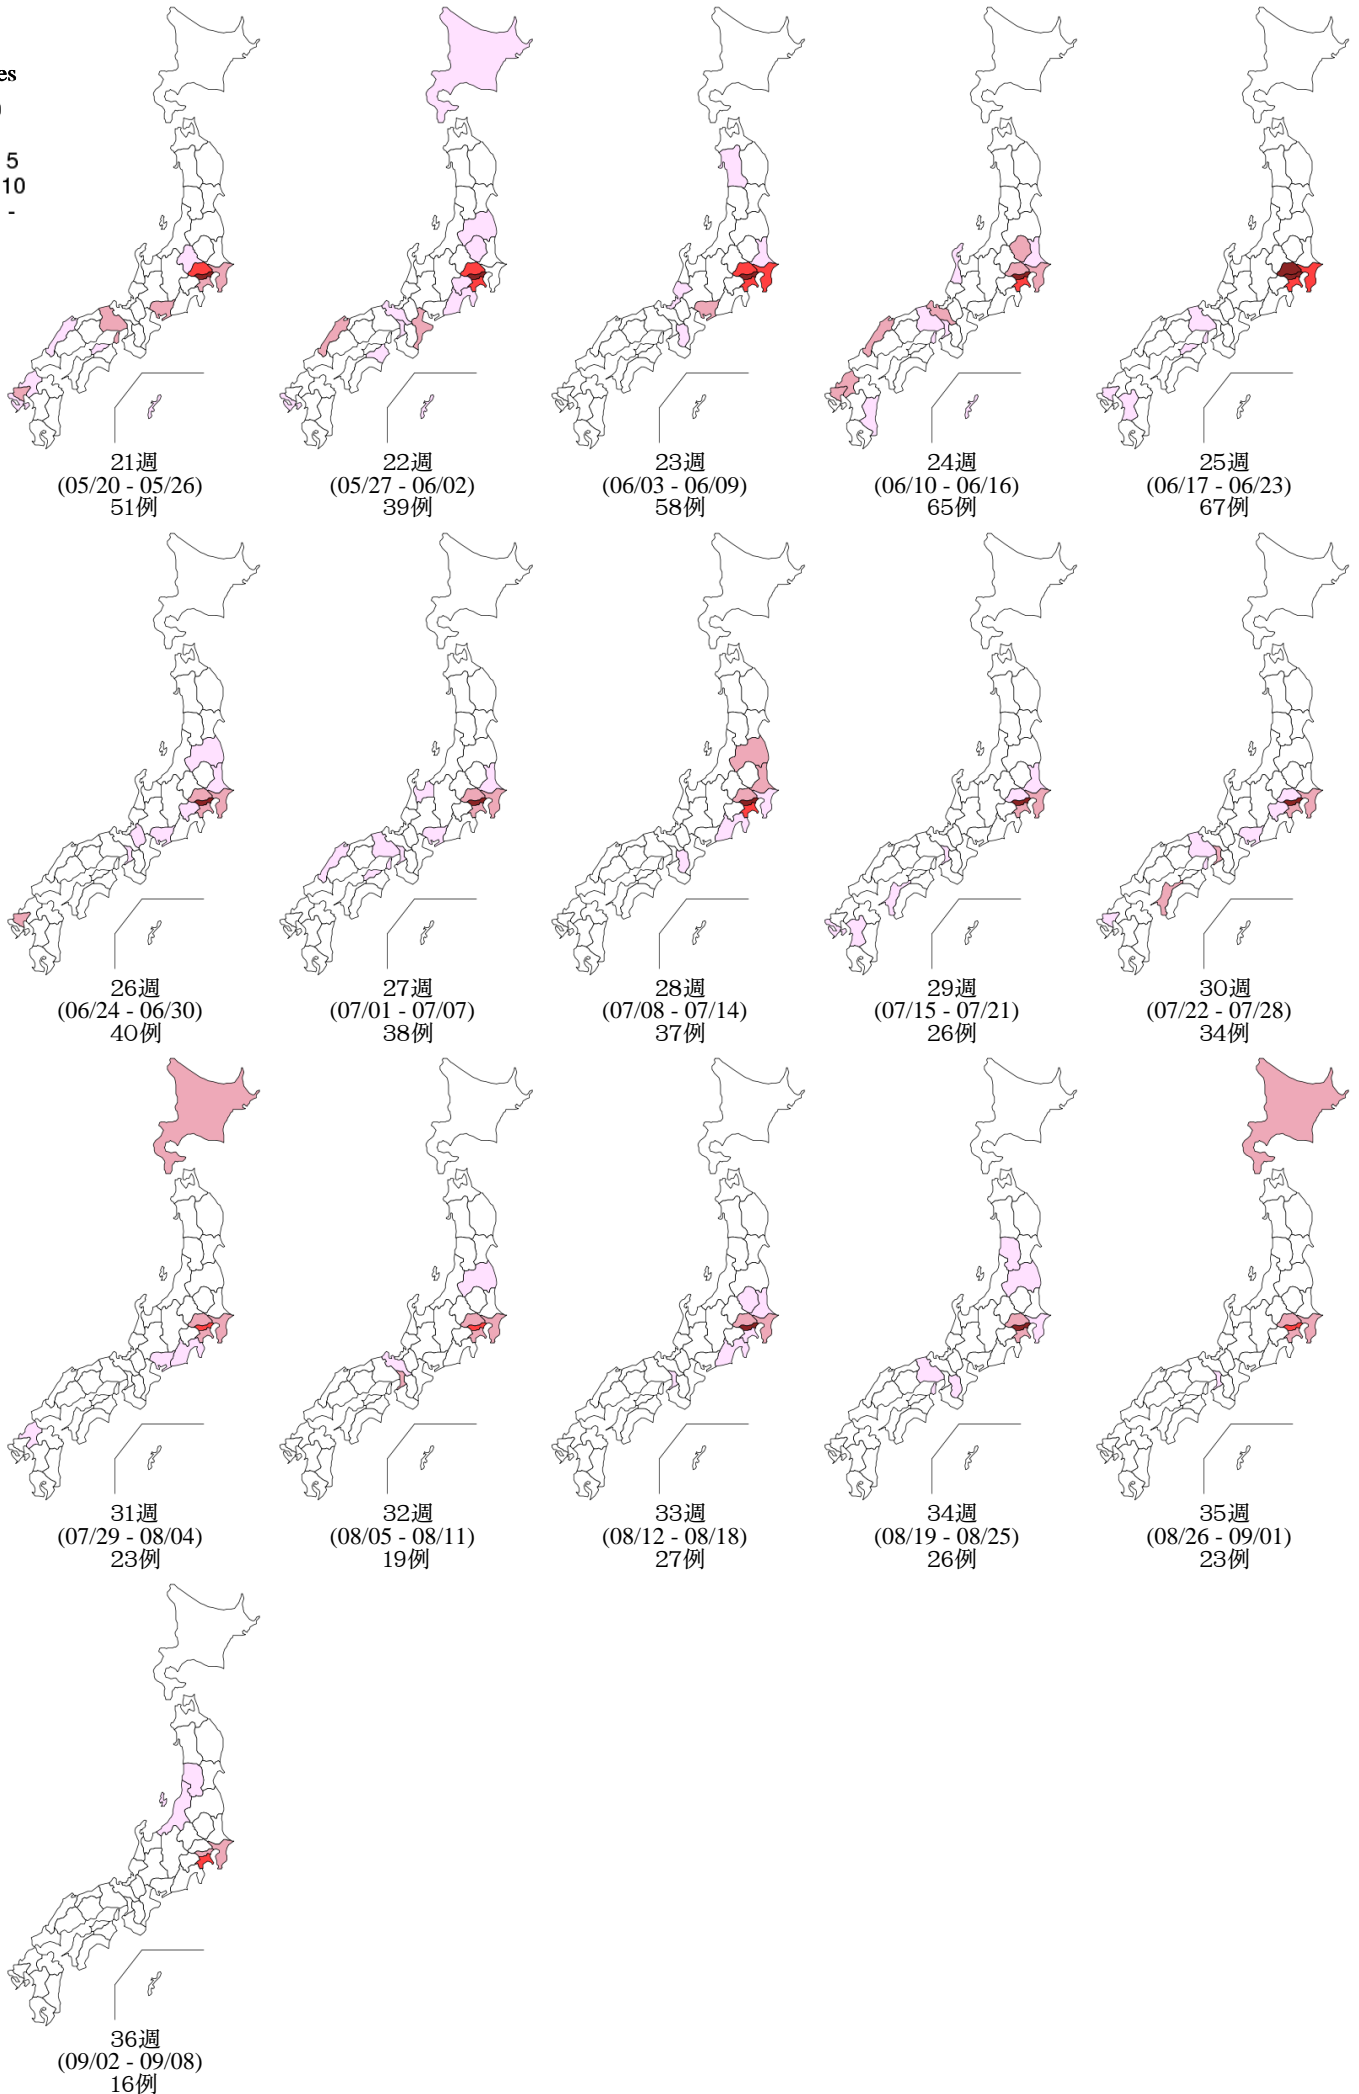 es
5
10
-
21週
(05/20 - 05/26)
51例
22週
(05/27 - 06/02)
39例
23週
(06/03 - 06/09)
58例
24週
(06/10 - 06/16)
65例
25週
(06/17 - 06/23)
67例
26週
(06/24 - 06/30)
40例
27週
(07/01 - 07/07)
38例
28週
(07/08 - 07/14)
37例
29週
(07/15 - 07/21)
26例
30週
(07/22 - 07/28)
34例
31週
(07/29 - 08/04)
23例
32週
(08/05 - 08/11)
19例
33週
(08/12 - 08/18)
27例
34週
(08/19 - 08/25)
26例
35週
(08/26 - 09/01)
23例
36週
(09/02 - 09/08)
16例